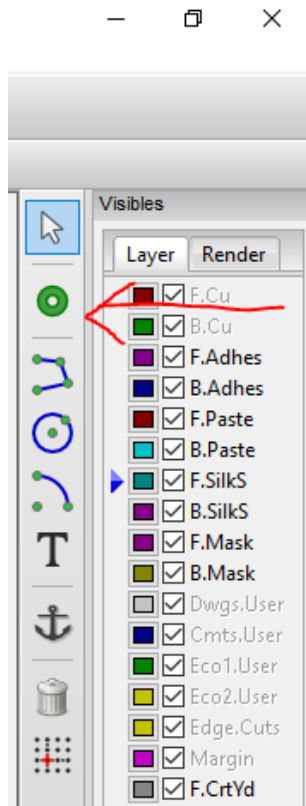 Visibles
Layer Render
F.Cu
B.Cu
F.Adhes
B.Adhes
F.Paste
B.Paste
F.SilkS
B.SilkS
F.Mask
B.Mask
Dwgs.User
Cmts.User
Eco1.User
Eco2.User
Edge.Cuts
Margin
F.CrtYd
T